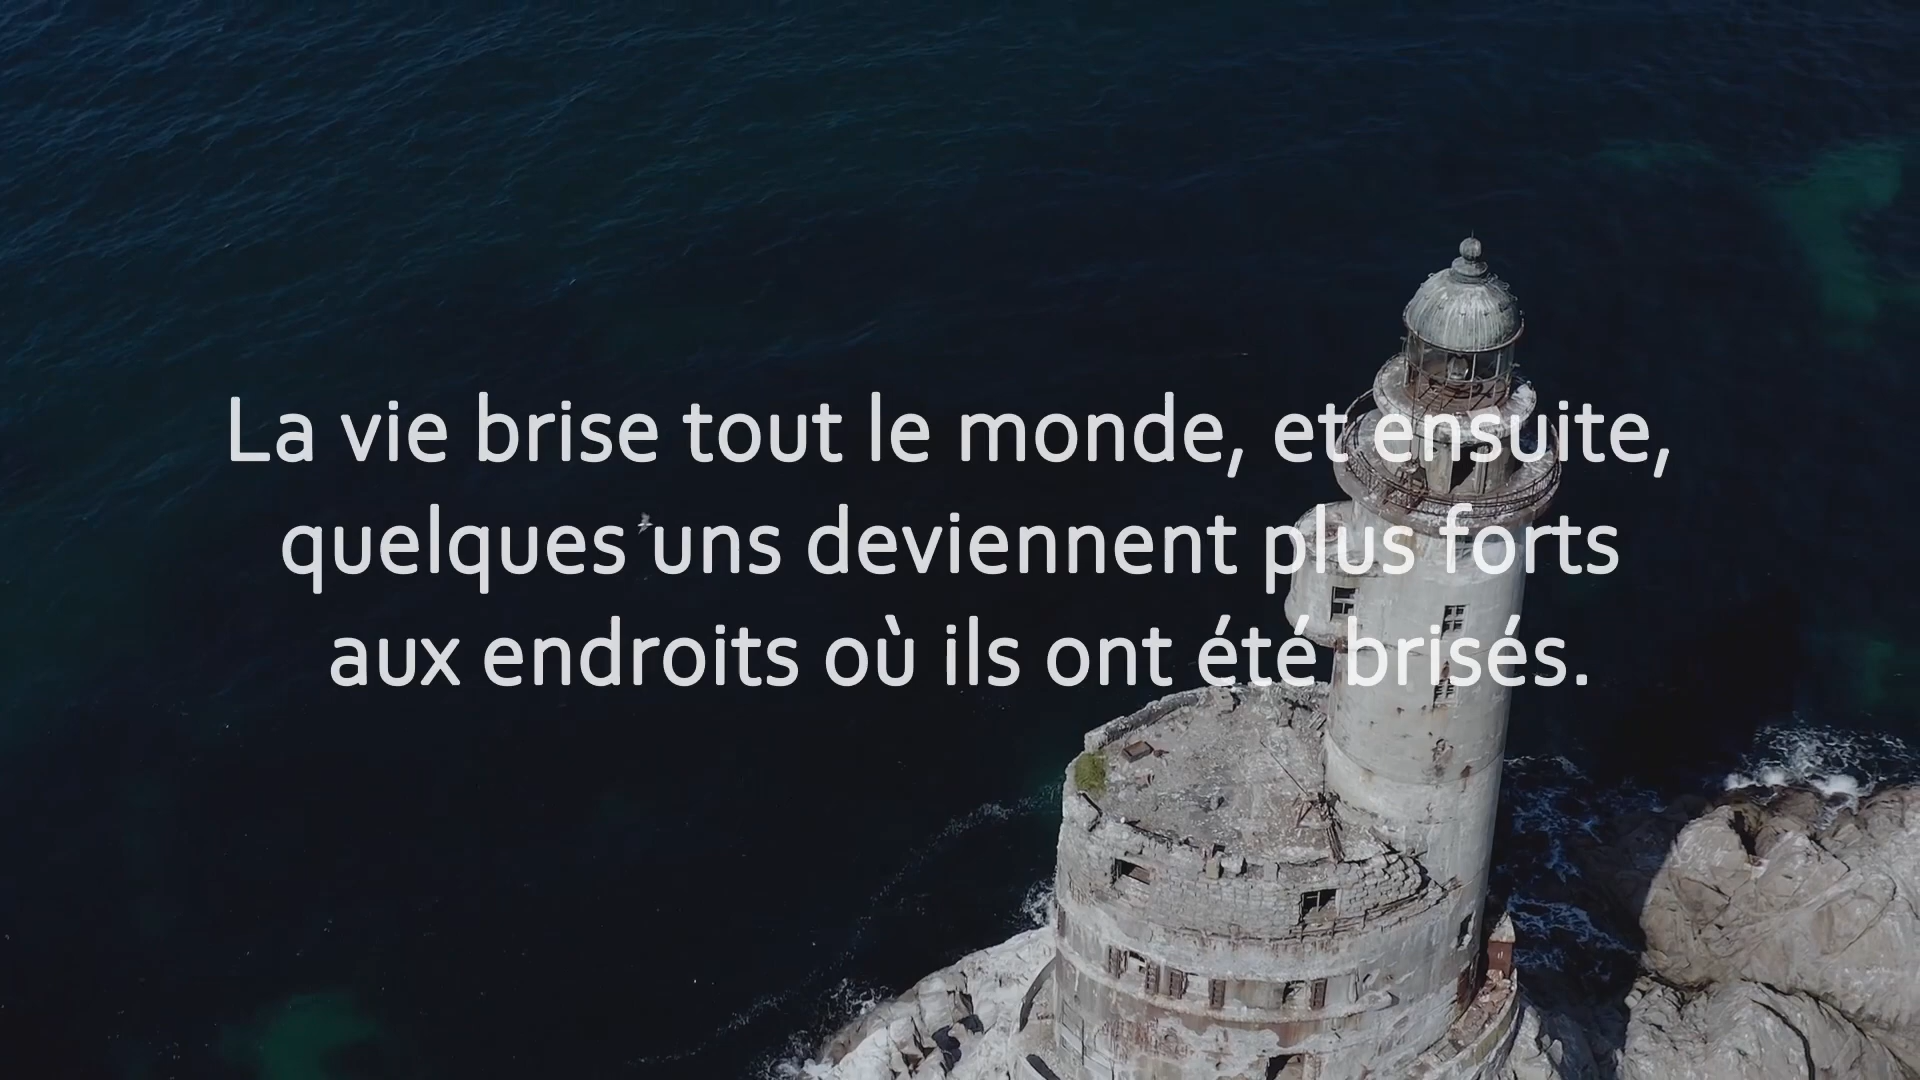 La vie brise tout le monde, et ensuite,
quelques uns deviennent plus forts
aux endroits où ils ont été brisés.